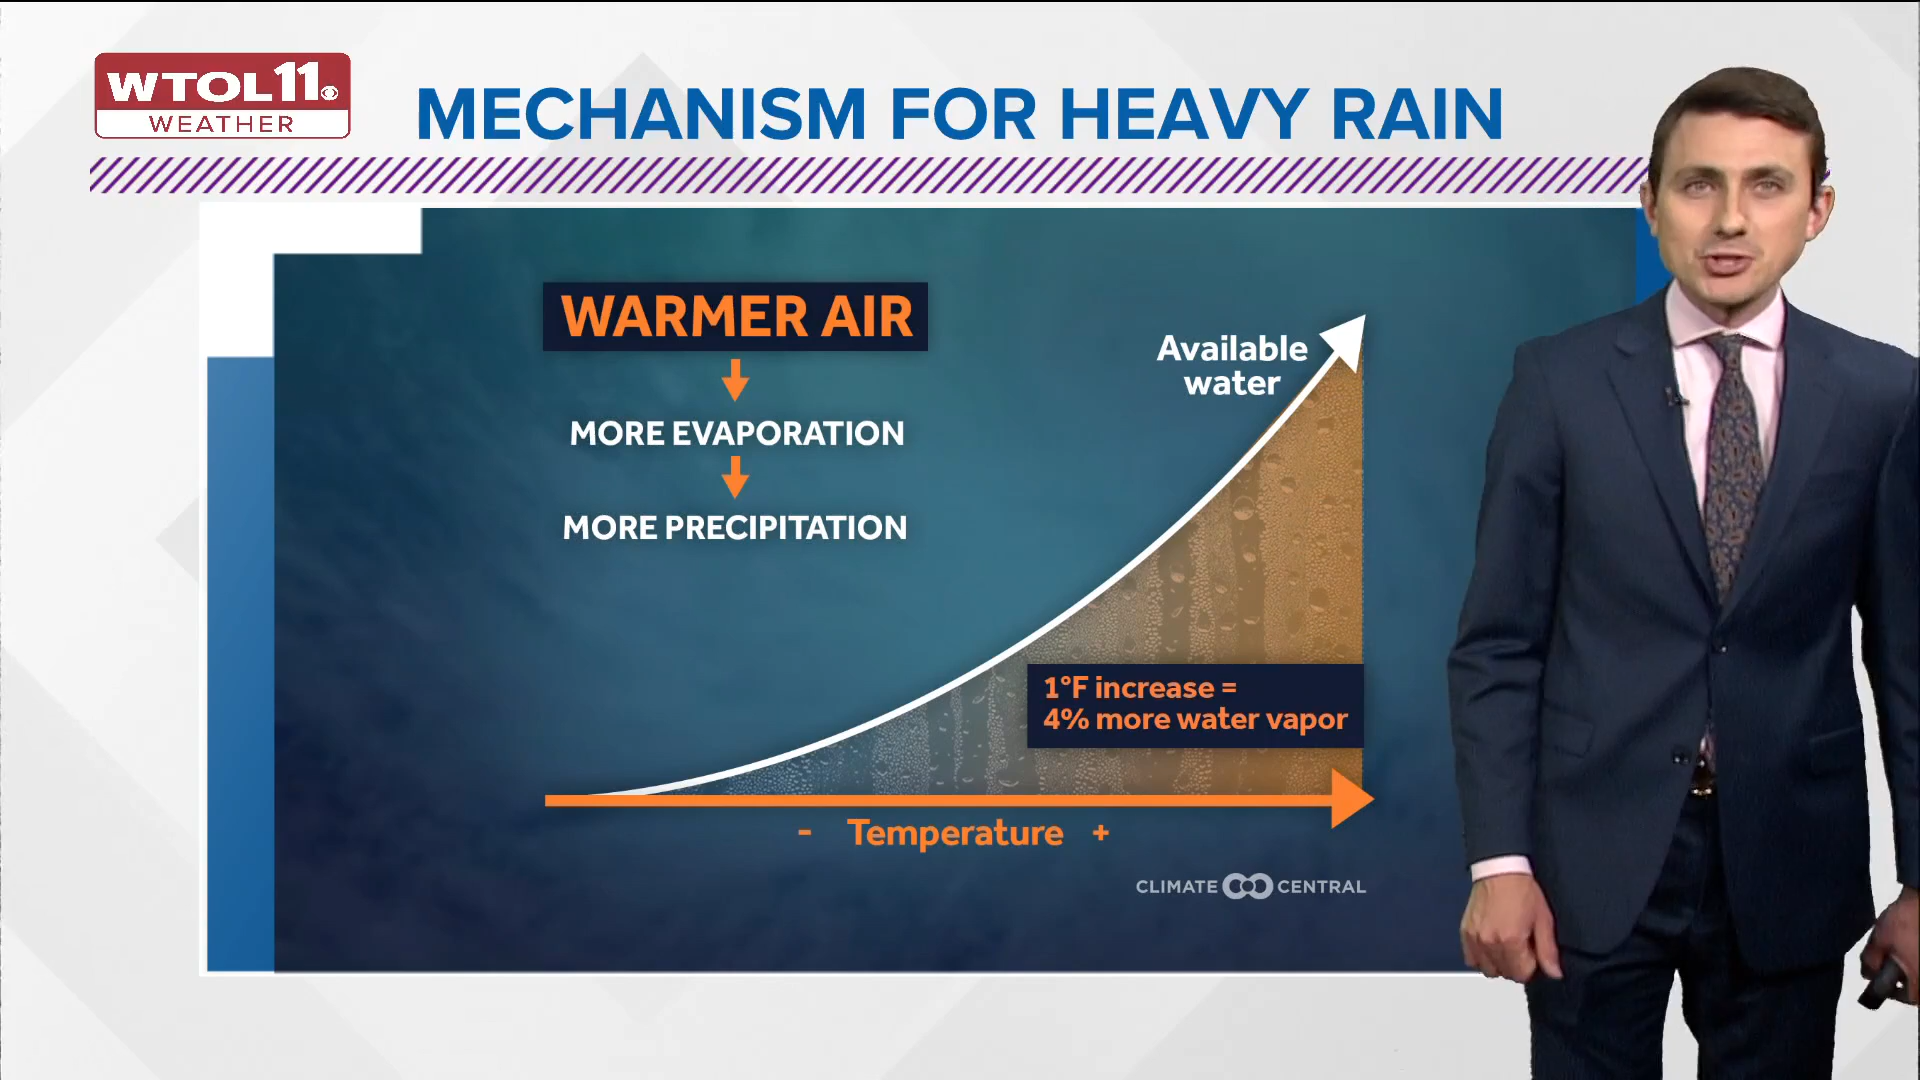 WTOL11
WEATHER
MECHANISM FOR HEAVY RAIN
WARMER AIR
MORE EVAPORATION
MORE PRECIPITATION
Available
water
1°F increase =
4% more water vapor
- Temperature +
CLIMATE CENTRAL